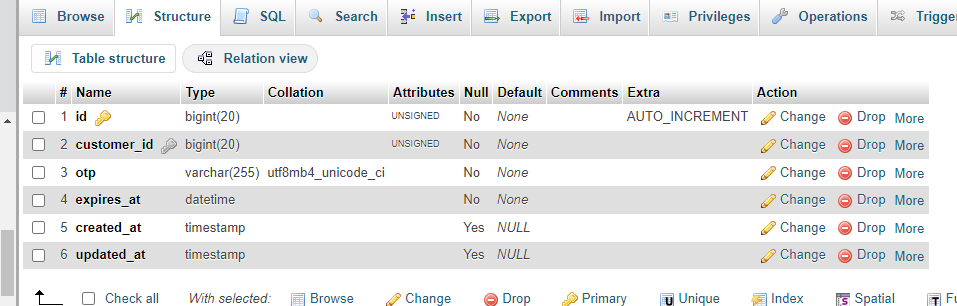 Browse Structure SQL Search Insert Export Import Privileges Operations Trigge
Table structure Relation view
# Name Type Collation Attributes Null Default Comments Extra Action
1 id bigint(20) UNSIGNED No None AUTO_INCREMENT Change Drop More
2 customer_id bigint(20) UNSIGNED No None Change Drop More
3 otp varchar(255) utf8mb4_unicode_ci No None Change Drop More
4 expires_at datetime No None Change Drop More
5 created_at timestamp Yes NULL Change Drop More
6 updated_at timestamp Yes NULL Change Drop More
Check all With selected: Browse Change Drop Primary Unique Index Spatial Fu